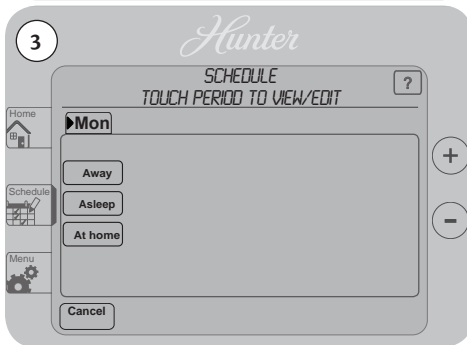 3
Hunter
SCHEDULE
?
TOUCH PERIOD TO VIEW/EDIT
Home
Mon
+
Away
Schedule
Asleep
-
At home
Menu
Cancel